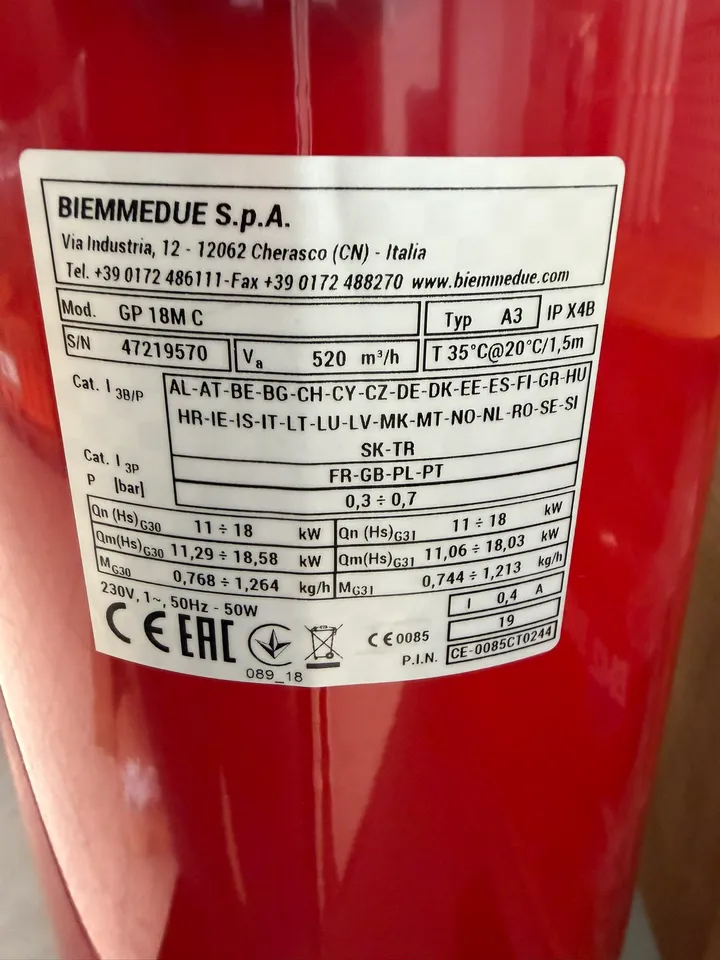 BIEMMEDUE S.p.A.
Via Industria, 12 - 12062 Cherasco (CN) - Italia
Tel. +39 0172 486111-Fax +39 0172 488270 www.biemmedue.com
Mod. GP 18M C Typ A3 IP X4B
S/N 47219570 Va 520 m³/h T 35°C@20°C/1,5m
Cat. I 3B/P AL-AT-BE-BG-CH-CY-CZ-DE-DK-EE-ES-FI-GR-HU
HR-IE-IS-IT-LT-LU-LV-MK-MT-NO-NL-RO-SE-SI
SK-TR
Cat. I 3P FR-GB-PL-PT
P [bar] 0,3 ÷ 0,7
Qn (Hs)G30 11 ÷ 18 kW Qn (Hs)G31 11 ÷ 18 kW
Qm(Hs)G30 11,29 ÷ 18,58 kW Qm(Hs)G31 11,06 ÷ 18,03 kW
MG30 0,768 ÷ 1,264 kg/h MG31 0,744 ÷ 1,213 kg/h
230V, 1~, 50Hz - 50W I 0,4 A
19
CE EAC CE0085
P.I.N. CE-0085CT0244
089_18